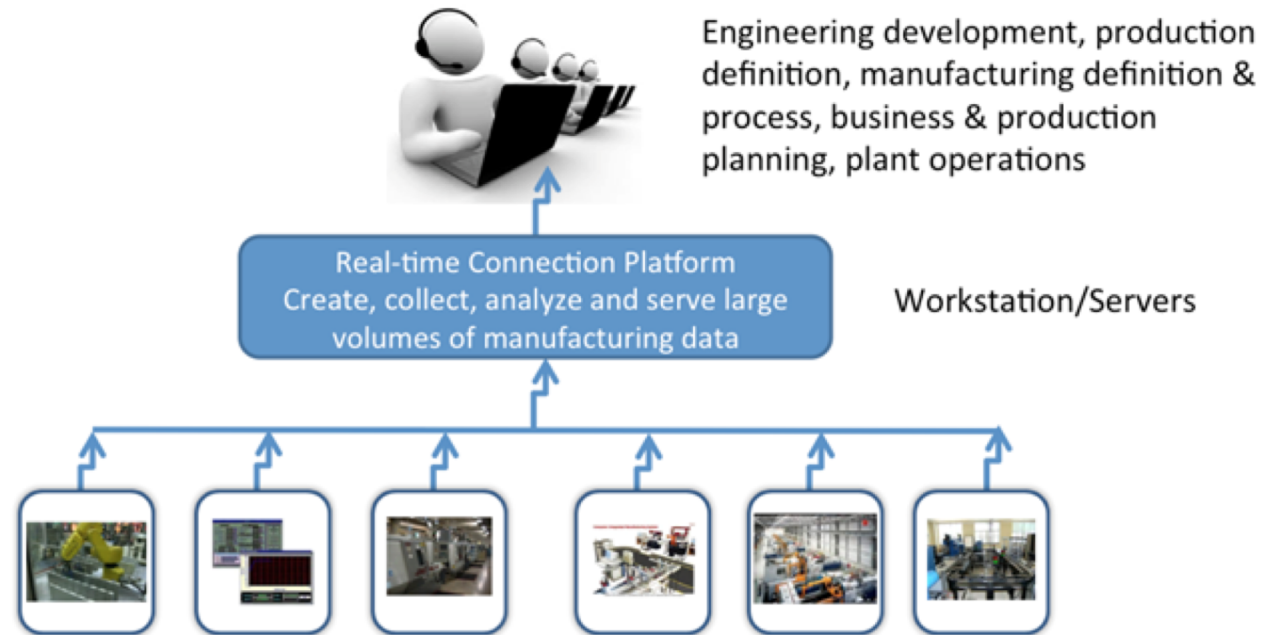 Engineering development, production
definition, manufacturing definition &
process, business & production
planning, plant operations
Real-time Connection Platform
Create, collect, analyze and serve large
volumes of manufacturing data
Workstation/Servers